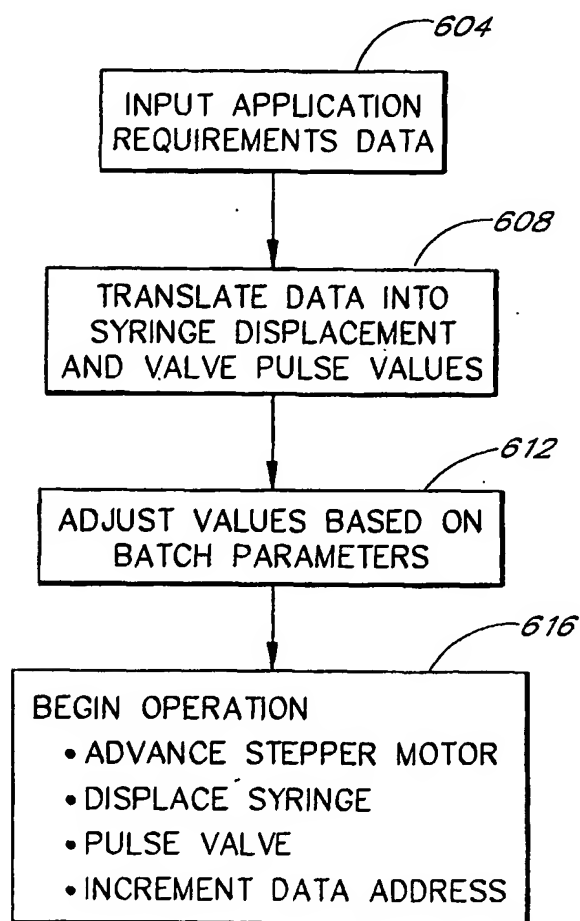 604
INPUT APPLICATION
REQUIREMENTS DATA
608
TRANSLATE DATA INTO
SYRINGE DISPLACEMENT
AND VALVE PULSE VALUES
612
ADJUST VALUES BASED ON
BATCH PARAMETERS
616
BEGIN OPERATION
• ADVANCE STEPPER MOTOR
• DISPLACE SYRINGE
• PULSE VALVE
• INCREMENT DATA ADDRESS